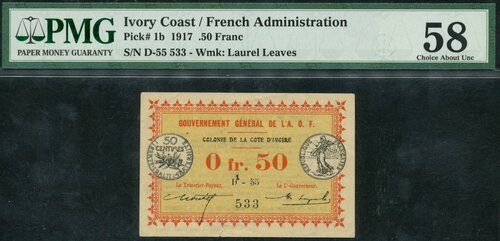 PMG
PAPER MONEY GUARANTY
Ivory Coast / French Administration
Pick# 1b 1917 .50 Franc
S/N D-55 533 - Wmk: Laurel Leaves
58
Choice About Unc
GOUVERNEMENT GÉNÉRAL DE L'A. O. F.
COLONIE DE LA COTE D'IVOIRE
50
CENTIMES
0 fr. 50
D - 55
Le Trésorier-Payeur,
Le Lt-Gouverneur,
533